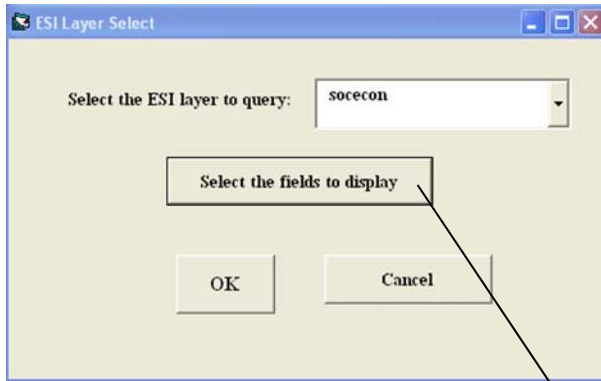 ESI Layer Select
Select the ESI layer to query: socecon
Select the fields to display
OK Cancel